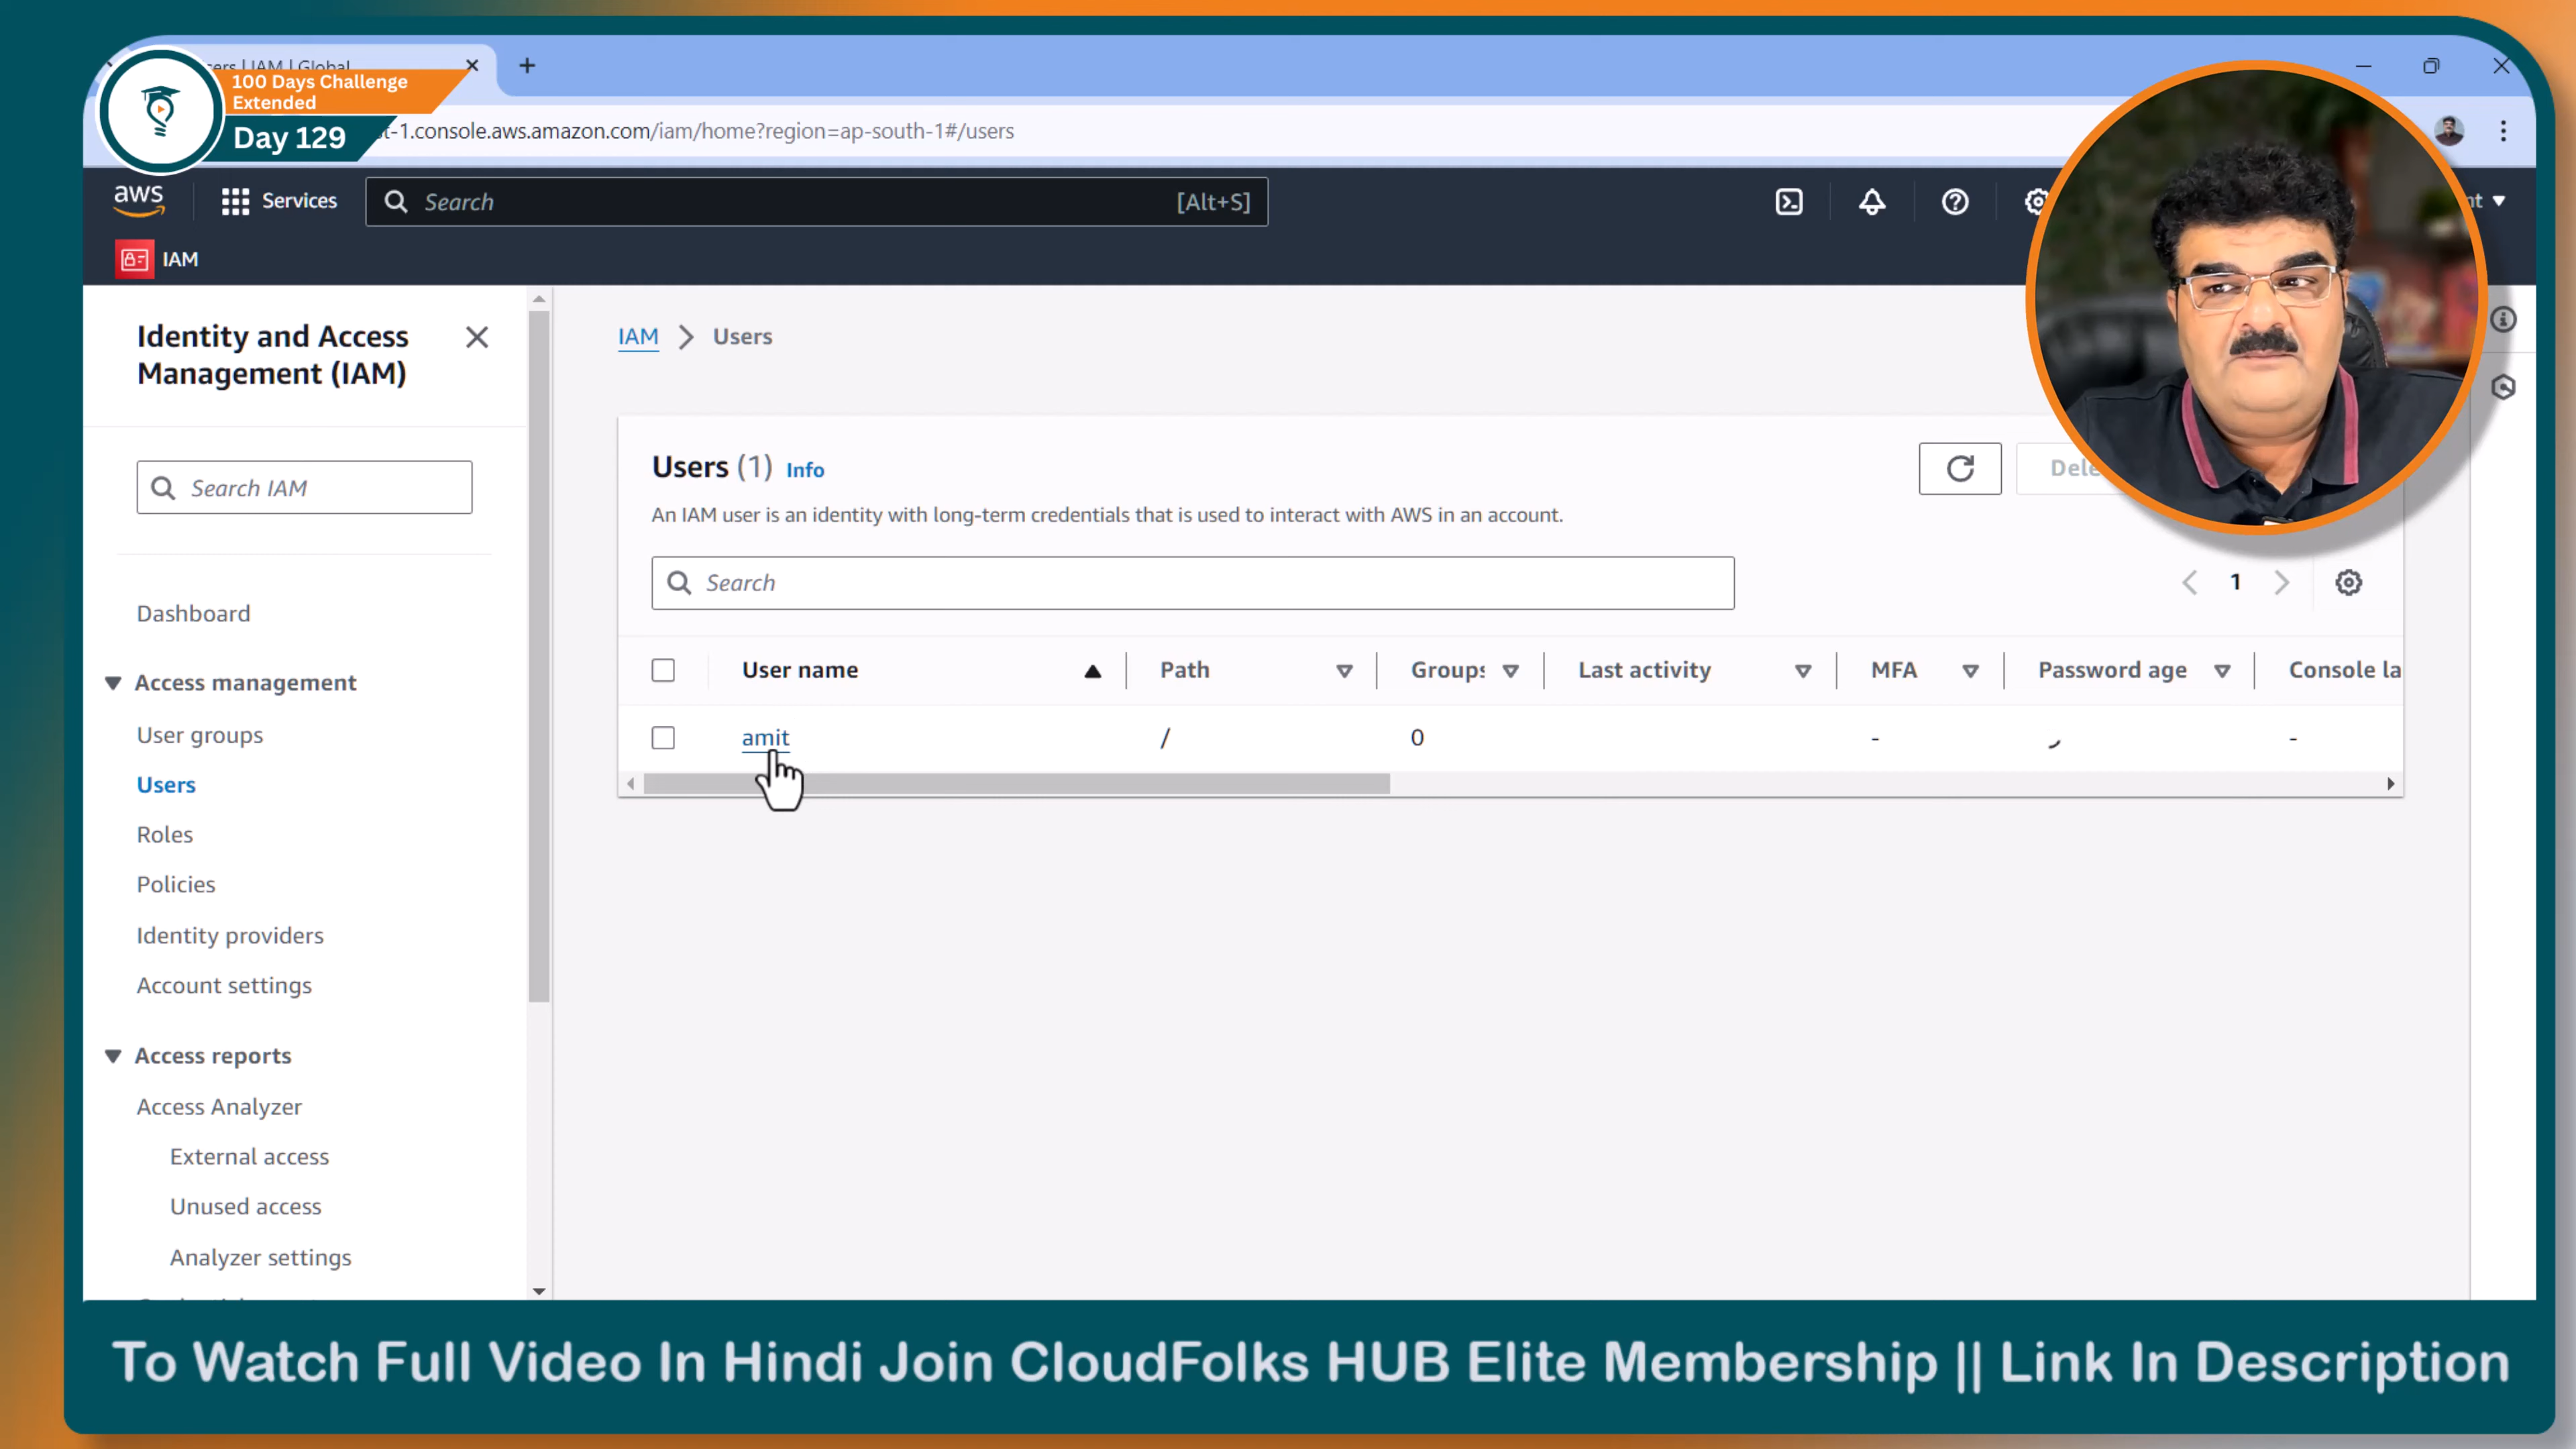 100 Days Challenge
Extended
Day 129
-1.console.aws.amazon.com/iam/home?region=ap-south-1#/users
aws
Services
Search
[Alt+S]
IAM
Identity and Access
Management (IAM)
Search IAM
Dashboard
Access management
User groups
Users
Roles
Policies
Identity providers
Account settings
Access reports
Access Analyzer
External access
Unused access
Analyzer settings
IAM > Users
Users (1) Info
An IAM user is an identity with long-term credentials that is used to interact with AWS in an account.
Search
1
User name Path Groups Last activity MFA Password age Console la
amit / 0 - -
To Watch Full Video In Hindi Join CloudFolks HUB Elite Membership || Link In Description